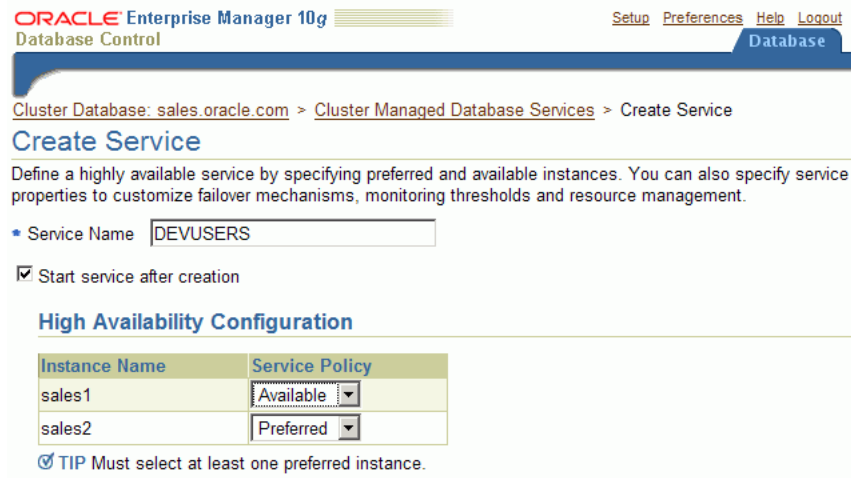 ORACLE Enterprise Manager 10g
Database Control
Setup Preferences Help Logout
Database
Cluster Database: sales.oracle.com > Cluster Managed Database Services > Create Service
Create Service
Define a highly available service by specifying preferred and available instances. You can also specify service
properties to customize failover mechanisms, monitoring thresholds and resource management.
* Service Name DEVUSERS
Start service after creation
High Availability Configuration
Instance Name Service Policy
sales1 Available
sales2 Preferred
TIP Must select at least one preferred instance.